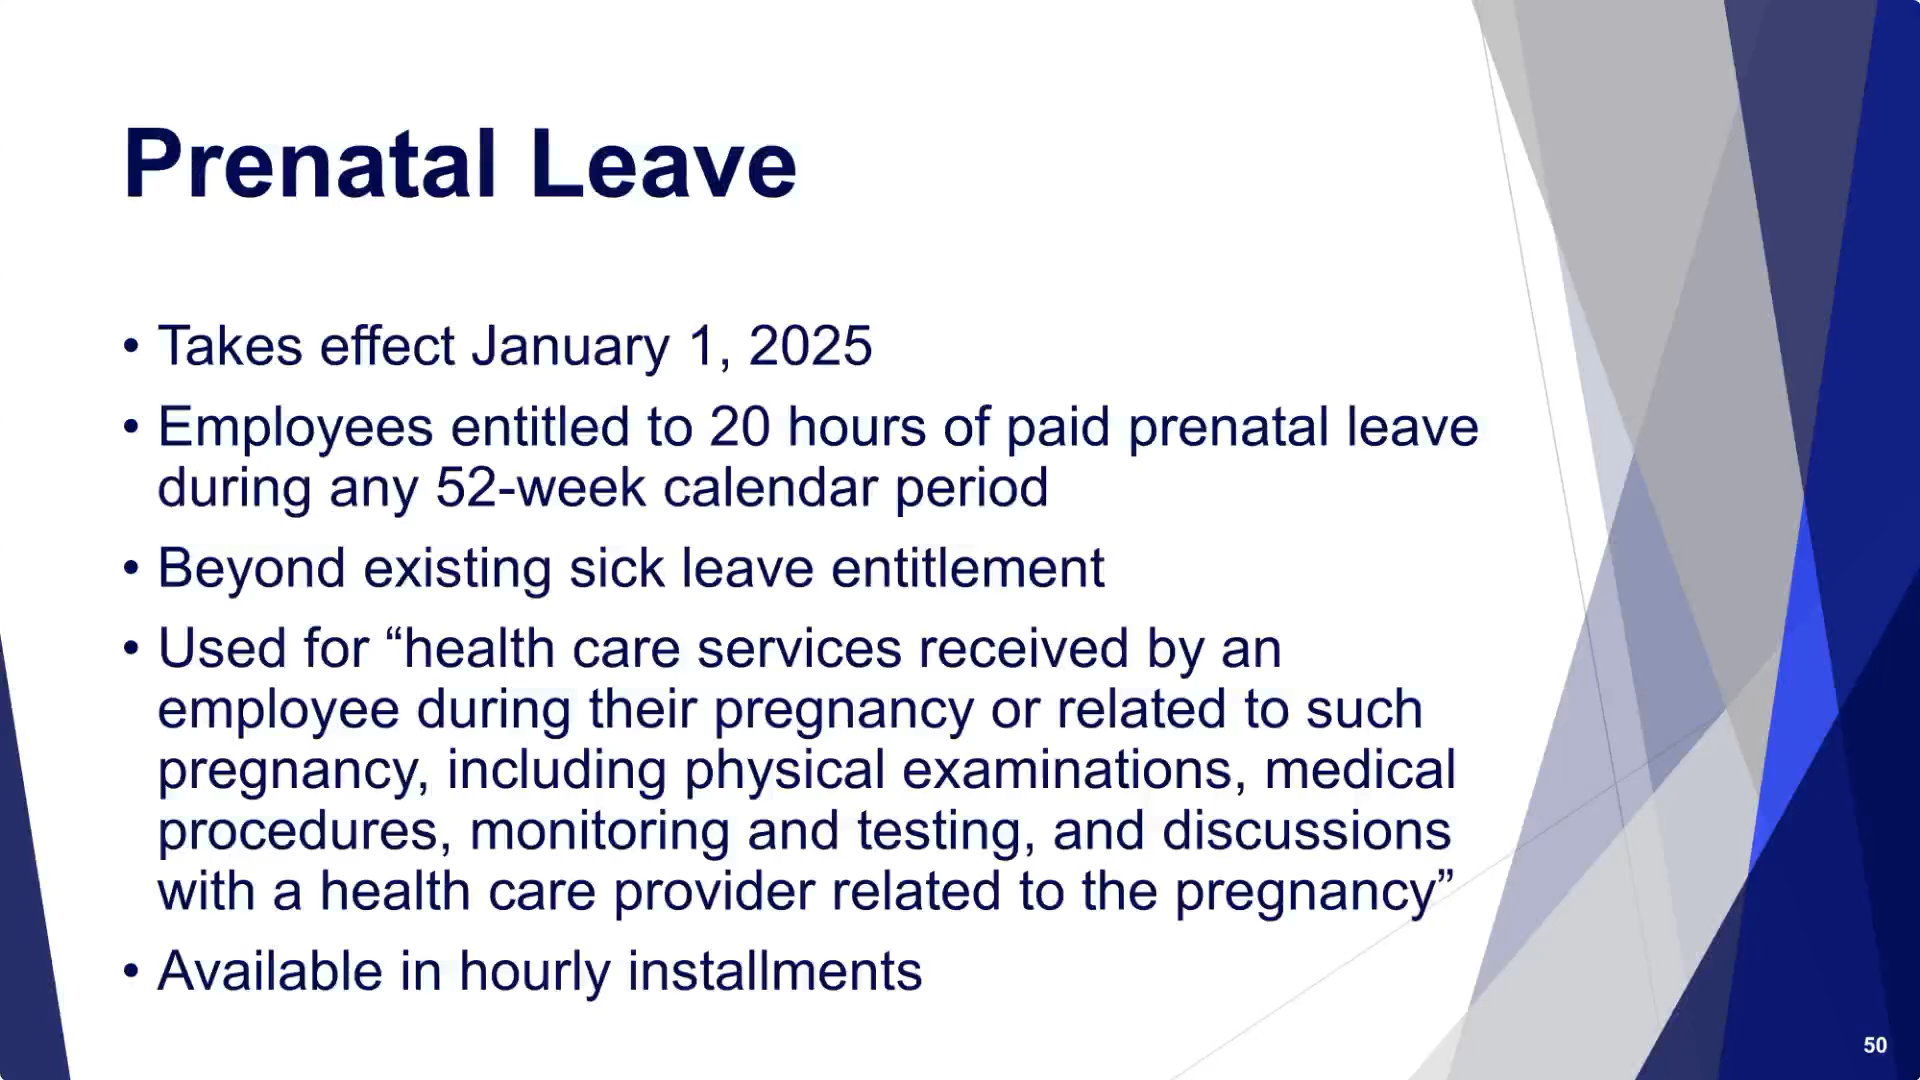 Prenatal Leave
• Takes effect January 1, 2025
• Employees entitled to 20 hours of paid prenatal leave
during any 52-week calendar period
• Beyond existing sick leave entitlement
• Used for “health care services received by an
employee during their pregnancy or related to such
pregnancy, including physical examinations, medical
procedures, monitoring and testing, and discussions
with a health care provider related to the pregnancy”
• Available in hourly installments
50